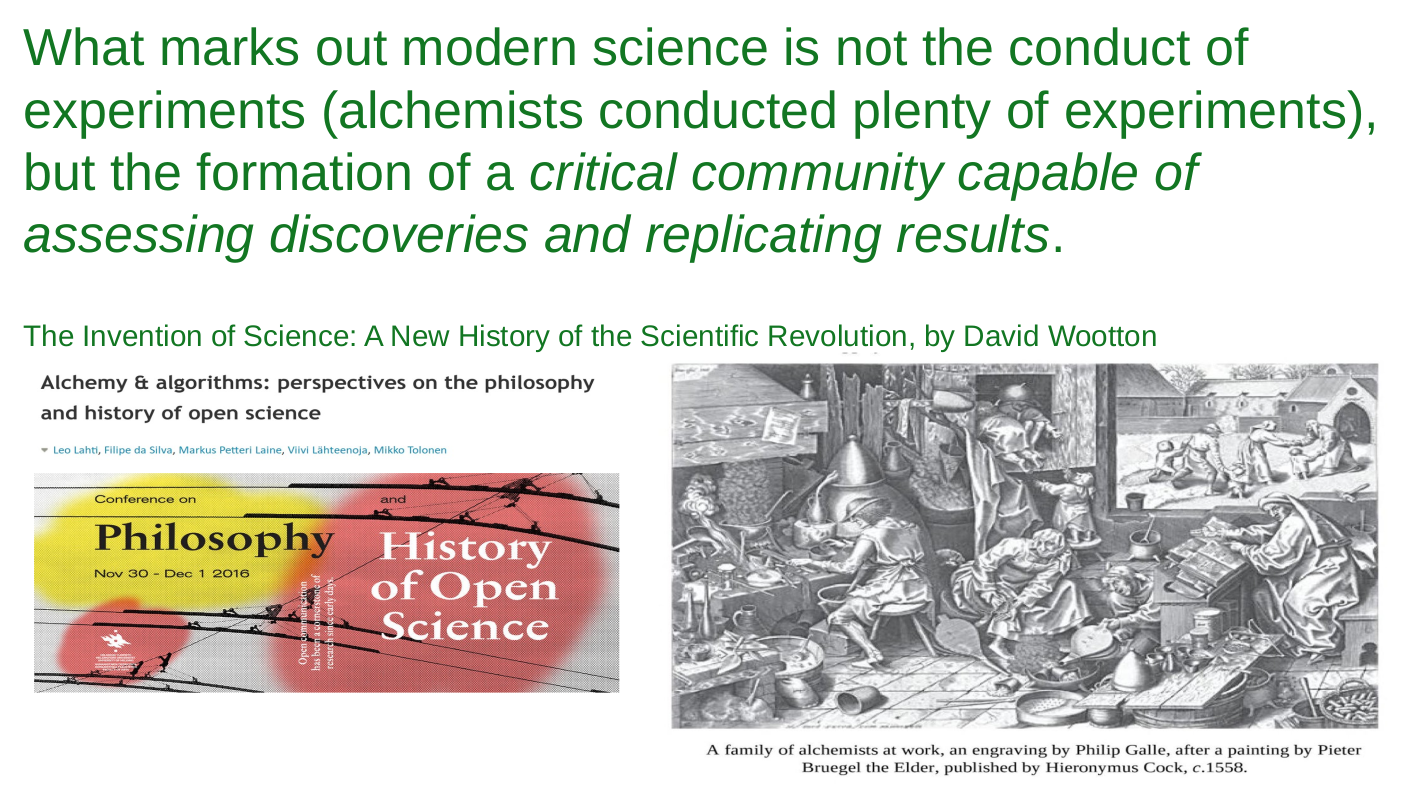 What marks out modern science is not the conduct of
experiments (alchemists conducted plenty of experiments),
but the formation of a critical community capable of
assessing discoveries and replicating results.
The Invention of Science: A New History of the Scientific Revolution, by David Wootton
Alchemy & algorithms: perspectives on the philosophy
and history of open science
Leo Lahti, Filipe da Silva, Markus Petteri Laine, Viivi Lähteenoja, Mikko Tolonen
Conference on
Philosophy
Nov 30 - Dec 1 2016
and
History
of Open
Science
Open communication
has been a cornerstone of
research since early days.
A family of alchemists at work, an engraving by Philip Galle, after a painting by Pieter
Bruegel the Elder, published by Hieronymus Cock, c.1558.